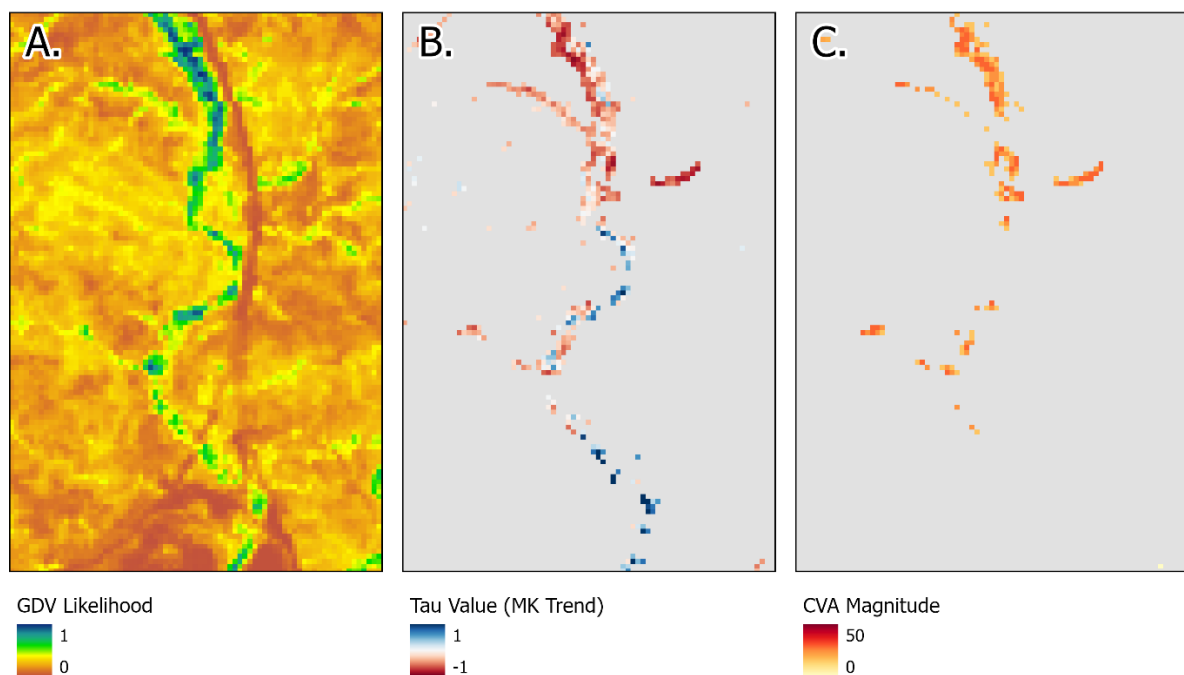 A.
B.
C.
GDV Likelihood
1
0
Tau Value (MK Trend)
1
-1
CVA Magnitude
50
0